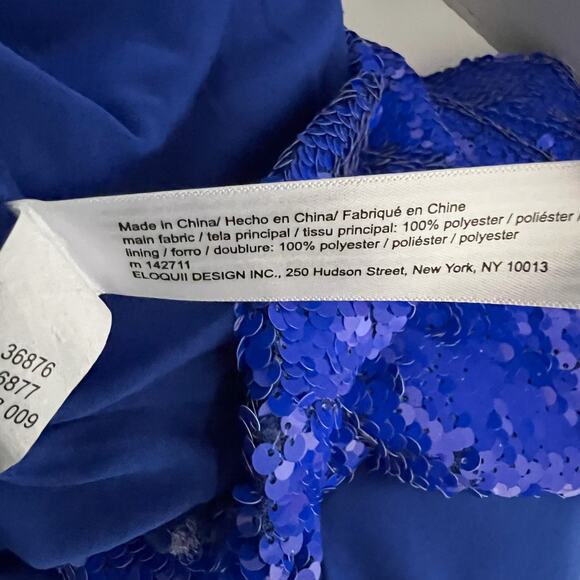 Made in China/ Hecho en China/ Fabriqué en Chine
main fabric / tela principal / tissu principal: 100% polyester / poliéster /
lining / forro / doublure: 100% polyester / poliéster / polyester
m 142711
ELOQUII DESIGN INC., 250 Hudson Street, New York, NY 10013
36876
6877
009